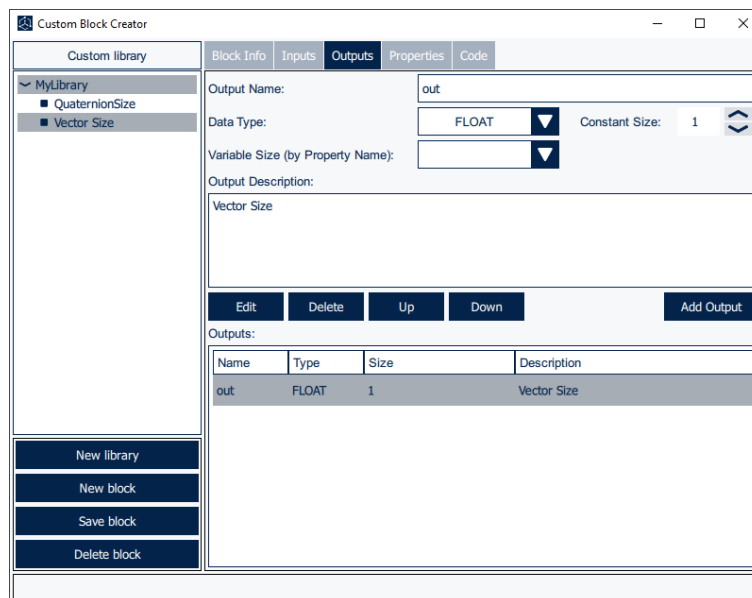 Custom Block Creator
Custom library
Block Info Inputs Outputs Properties Code
MyLibrary
QuaternionSize
Vector Size
Output Name: out
Data Type: FLOAT Constant Size: 1
Variable Size (by Property Name):
Output Description:
Vector Size
Edit Delete Up Down Add Output
Outputs:
Name Type Size Description
out FLOAT 1 Vector Size
New library
New block
Save block
Delete block